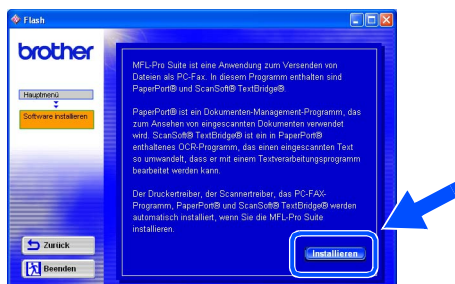 Flash
brother
Hauptmenü
Software installieren
MFL-Pro Suite ist eine Anwendung zum Versenden von
Dateien als PC-Fax. In diesem Programm enthalten sind
PaperPort® und ScanSoft® TextBridge®.
PaperPort® ist ein Dokumenten-Management-Programm, das
zum Ansehen von eingescannten Dokumenten verwendet
wird. ScanSoft® TextBridge® ist ein in PaperPort®
enthaltenes OCR-Programm, das einen eingescannten Text
so umwandelt, dass er mit einem Textverarbeitungsprogramm
bearbeitet werden kann.
Der Druckertreiber, der Scannertreiber, das PC-FAX-
Programm, PaperPort® und ScanSoft® TextBridge® werden
automatisch installiert, wenn Sie die MFL-Pro Suite
installieren.
Zurück
Beenden
Installieren